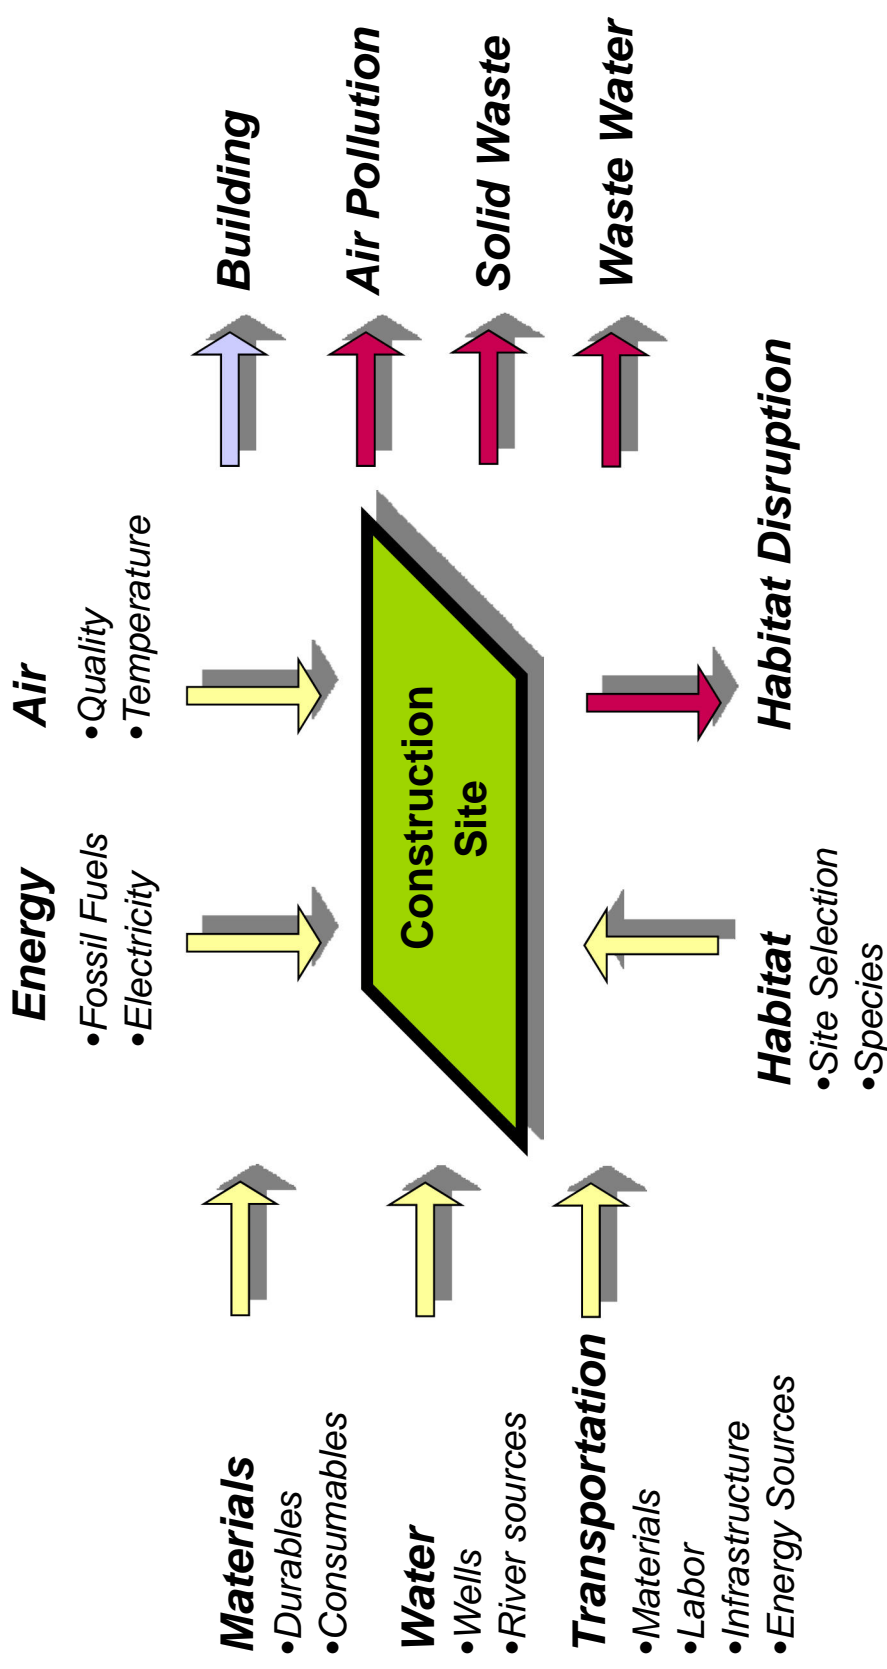 Energy
•Fossil Fuels
•Electricity
Air
•Quality
•Temperature
Materials
•Durables
•Consumables
Water
•Wells
•River sources
Transportation
•Materials
•Labor
•Infrastructure
•Energy Sources
Construction
Site
Building
Air Pollution
Solid Waste
Waste Water
Habitat
•Site Selection
•Species
Habitat Disruption